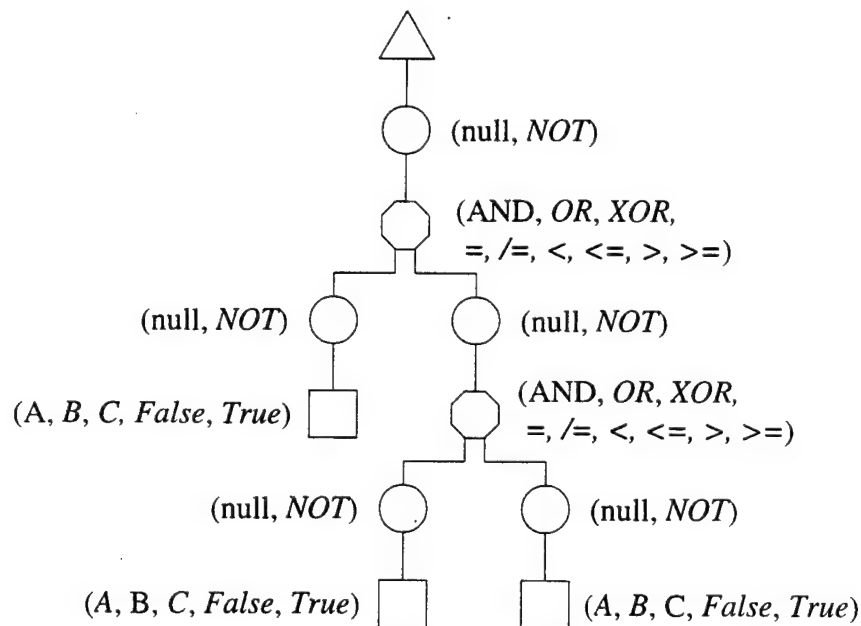 (null, NOT)
(AND, OR, XOR,
=, /=, <, <=, >, >=)
(null, NOT)
(null, NOT)
(A, B, C, False, True)
(AND, OR, XOR,
=, /=, <, <=, >, >=)
(null, NOT)
(null, NOT)
(A, B, C, False, True)
(A, B, C, False, True)